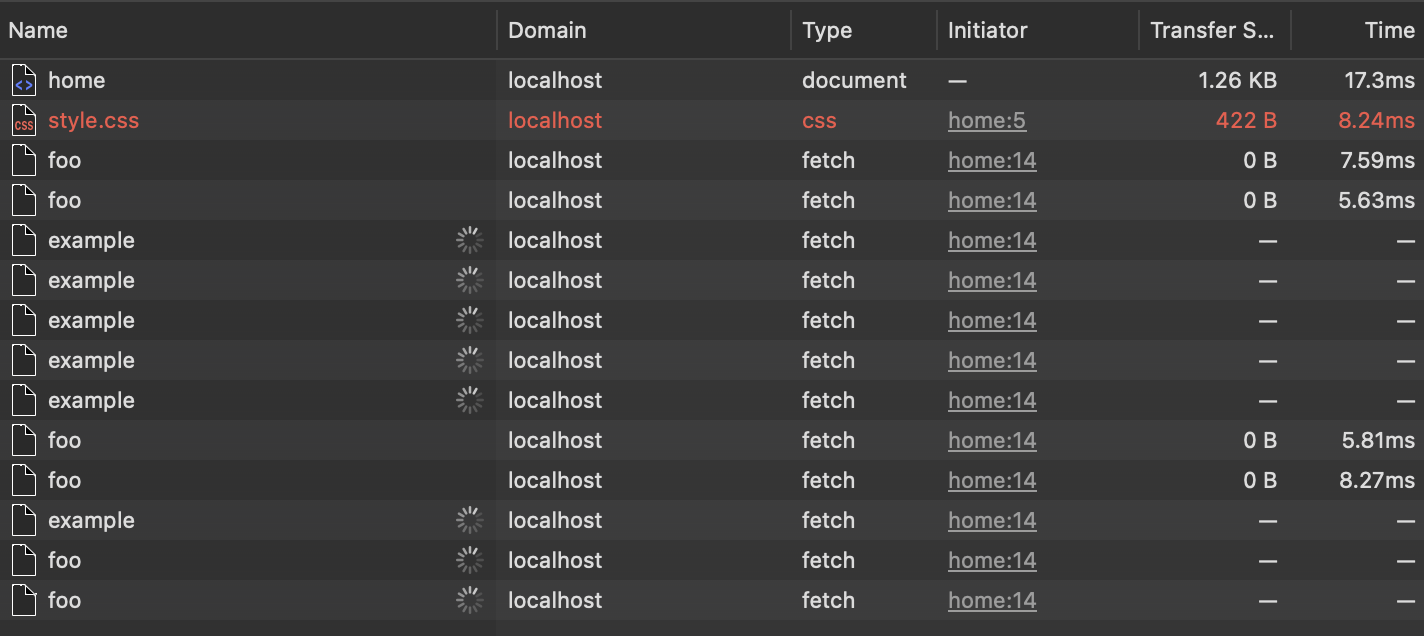 Name Domain Type Initiator Transfer S... Time
<> home localhost document — 1.26 KB 17.3ms
CSS style.css localhost css home:5 422 B 8.24ms
foo localhost fetch home:14 0 B 7.59ms
foo localhost fetch home:14 0 B 5.63ms
example localhost fetch home:14 — —
example localhost fetch home:14 — —
example localhost fetch home:14 — —
example localhost fetch home:14 — —
example localhost fetch home:14 — —
foo localhost fetch home:14 0 B 5.81ms
foo localhost fetch home:14 0 B 8.27ms
example localhost fetch home:14 — —
foo localhost fetch home:14 — —
foo localhost fetch home:14 — —